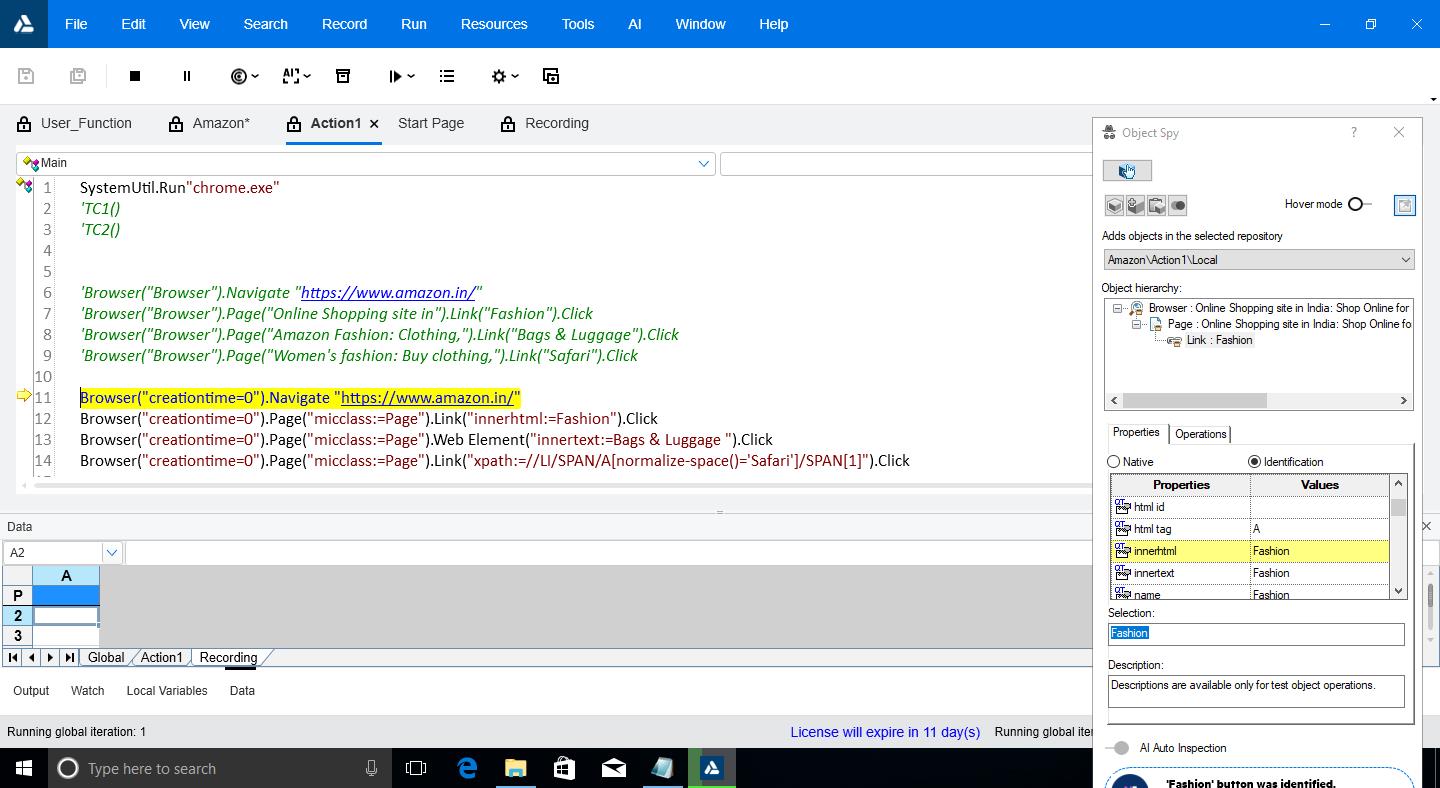 File Edit View Search Record Run Resources Tools AI Window Help
User_Function Amazon* Action1 Start Page Recording
Main
1 SystemUtil.Run"chrome.exe"
2 'TC1()
3 'TC2()
4
5
6 'Browser("Browser").Navigate "https://www.amazon.in/"
7 'Browser("Browser").Page("Online Shopping site in").Link("Fashion").Click
8 'Browser("Browser").Page("Amazon Fashion: Clothing,").Link("Bags & Luggage").Click
9 'Browser("Browser").Page("Women's fashion: Buy clothing,").Link("Safari").Click
10
11 Browser("creationtime=0").Navigate "https://www.amazon.in/"
12 Browser("creationtime=0").Page("micclass:=Page").Link("innerhtml:=Fashion").Click
13 Browser("creationtime=0").Page("micclass:=Page").Web Element("innertext:=Bags & Luggage ").Click
14 Browser("creationtime=0").Page("micclass:=Page").Link("xpath:=//LI/SPAN/A[normalize-space()='Safari']/SPAN[1]").Click
Data
A2
A
P
2
3
Global Action1 Recording
Output Watch Local Variables Data
Running global iteration: 1
License will expire in 11 day(s) Running global iter
Type here to search
Object Spy ?
Hover mode
Adds objects in the selected repository
Amazon\Action1\Local
Object hierarchy:
Browser : Online Shopping site in India: Shop Online for
Page : Online Shopping site in India: Shop Online fo
Link : Fashion
Properties Operations
Native Identification
Properties Values
html id
html tag A
innerhtml Fashion
innertext Fashion
name Fashion
Selection:
Fashion
Description:
Descriptions are available only for test object operations.
AI Auto Inspection
'Fashion' button was identified.